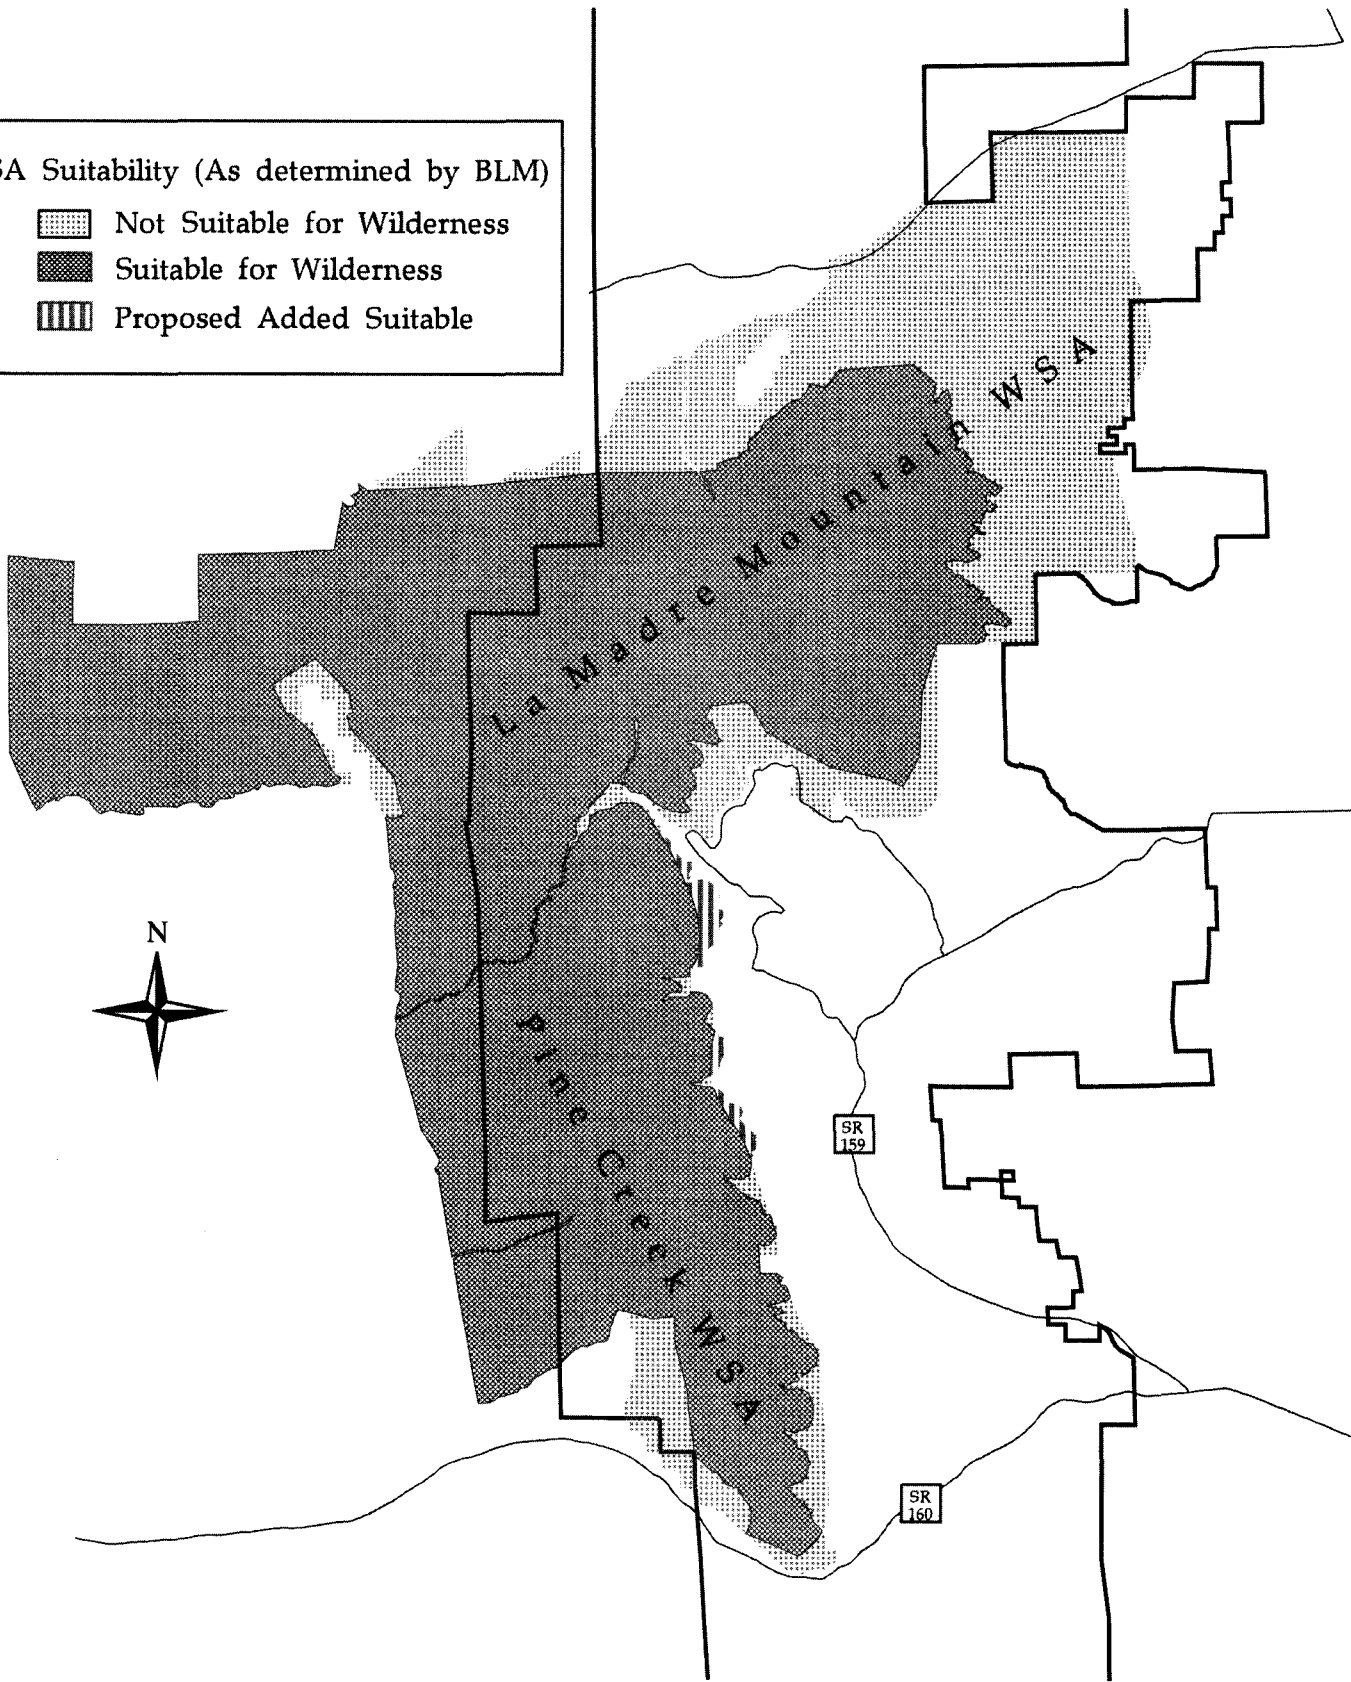 SA Suitability (As determined by BLM)
Not Suitable for Wilderness
Suitable for Wilderness
Proposed Added Suitable
La Madre Mountain WSA
N
Pine Creek WSA
SR
159
SR
160